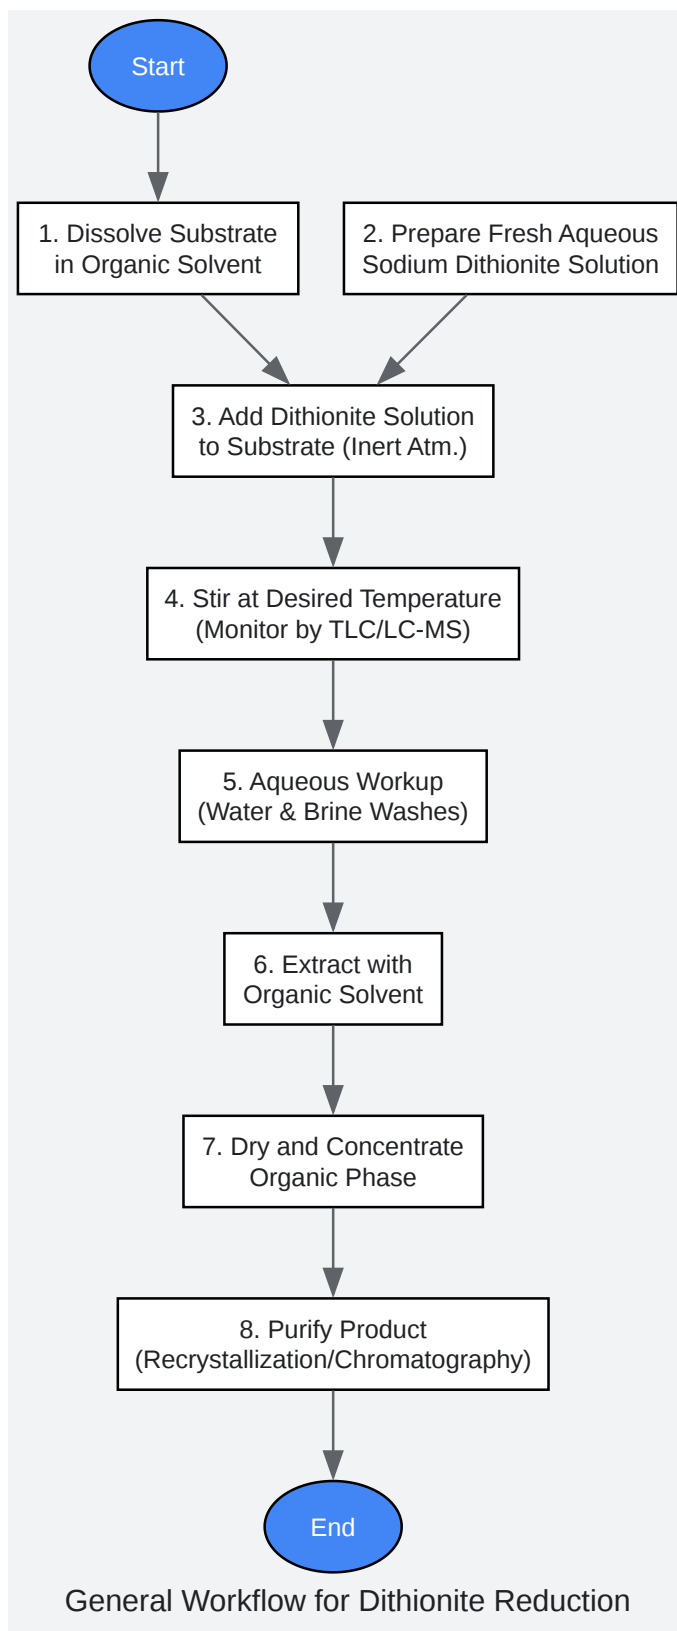 Start
1. Dissolve Substrate
in Organic Solvent
2. Prepare Fresh Aqueous
Sodium Dithionite Solution
3. Add Dithionite Solution
to Substrate (Inert Atm.)
4. Stir at Desired Temperature
(Monitor by TLC/LC-MS)
5. Aqueous Workup
(Water & Brine Washes)
6. Extract with
Organic Solvent
7. Dry and Concentrate
Organic Phase
8. Purify Product
(Recrystallization/Chromatography)
End
General Workflow for Dithionite Reduction